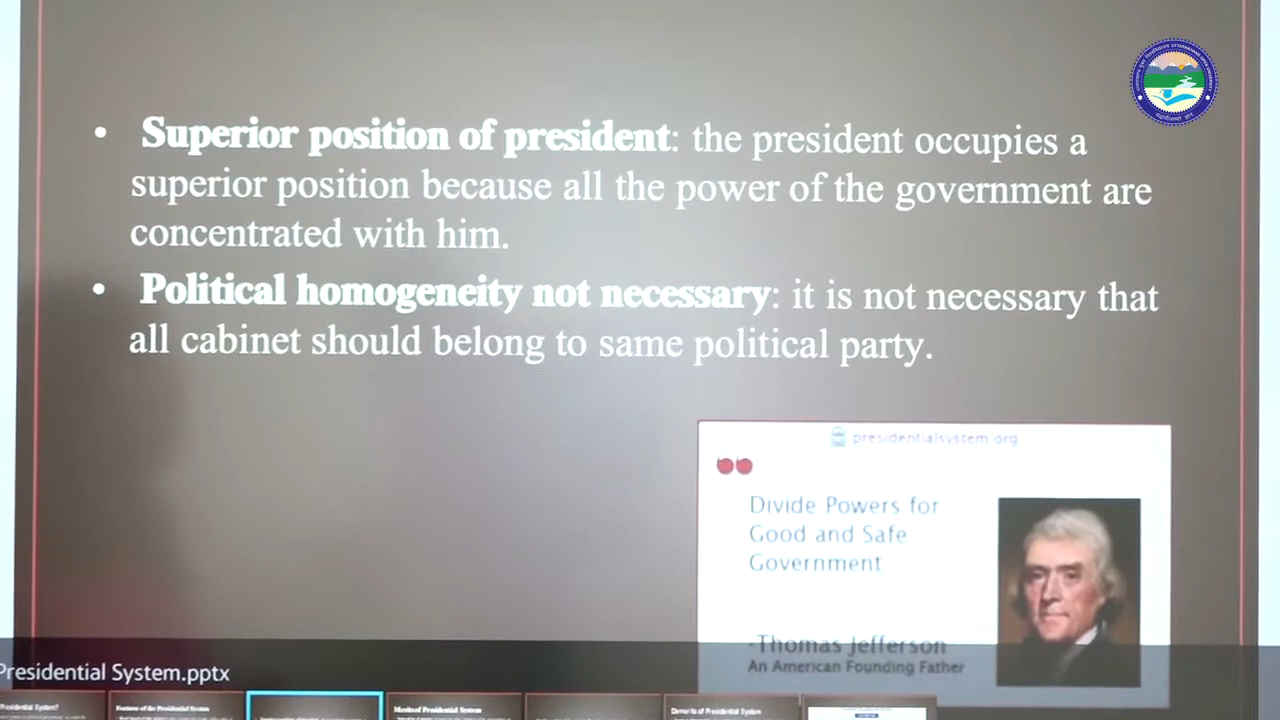 • Superior position of president: the president occupies a
superior position because all the power of the government are
concentrated with him.
• Political homogeneity not necessary: it is not necessary that
all cabinet should belong to same political party.
presidentialsystem.org
Divide Powers for
Good and Safe
Government
-Thomas Jefferson
An American Founding Father
Presidential System.pptx
Presidential System?
Features of the Presidential System
Merits of Presidential System
Demerits of Presidential System